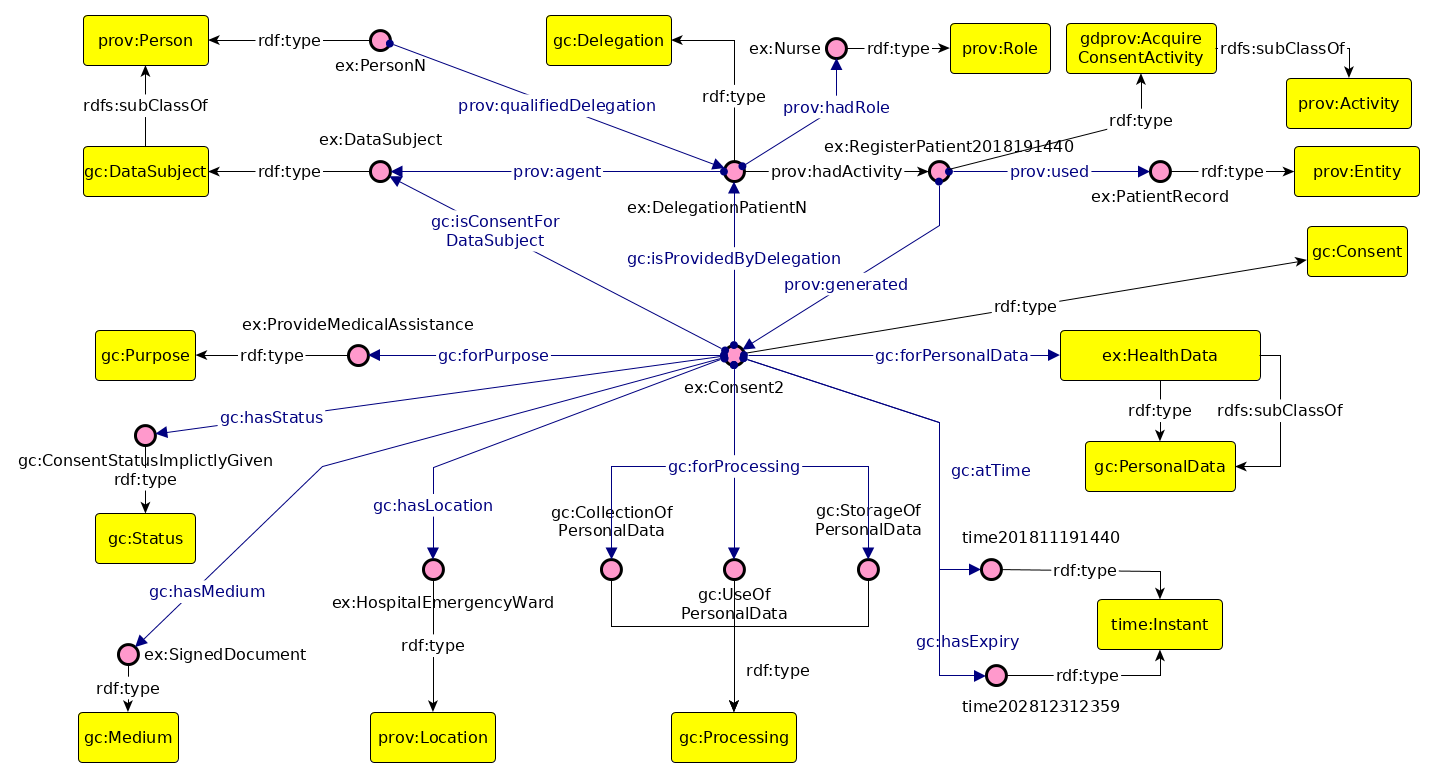 prov:Person
rdf:type
ex:PersonN
gc:Delegation
ex:Nurse
rdf:type
prov:Role
gdprov:Acquire
ConsentActivity
rdfs:subClassOf
prov:Activity
rdfs:subClassOf
prov:qualifiedDelegation
rdf:type
prov:hadRole
rdf:type
ex:DataSubject
ex:RegisterPatient2018191440
gc:DataSubject
rdf:type
prov:agent
prov:hadActivity
prov:used
rdf:type
prov:Entity
ex:PatientRecord
ex:DelegationPatientN
gc:isConsentFor
DataSubject
gc:isProvidedByDelegation
prov:generated
gc:Consent
rdf:type
ex:ProvideMedicalAssistance
gc:Purpose
rdf:type
gc:forPurpose
gc:forPersonalData
ex:HealthData
ex:Consent2
rdf:type
rdfs:subClassOf
gc:hasStatus
gc:ConsentStatusImplictlyGiven
rdf:type
gc:forProcessing
gc:atTime
gc:PersonalData
gc:hasLocation
gc:CollectionOf
PersonalData
gc:StorageOf
PersonalData
gc:Status
time201811191440
rdf:type
gc:hasMedium
ex:HospitalEmergencyWard
gc:UseOf
PersonalData
time:Instant
gc:hasExpiry
rdf:type
ex:SignedDocument
rdf:type
rdf:type
rdf:type
time202812312359
gc:Medium
prov:Location
gc:Processing